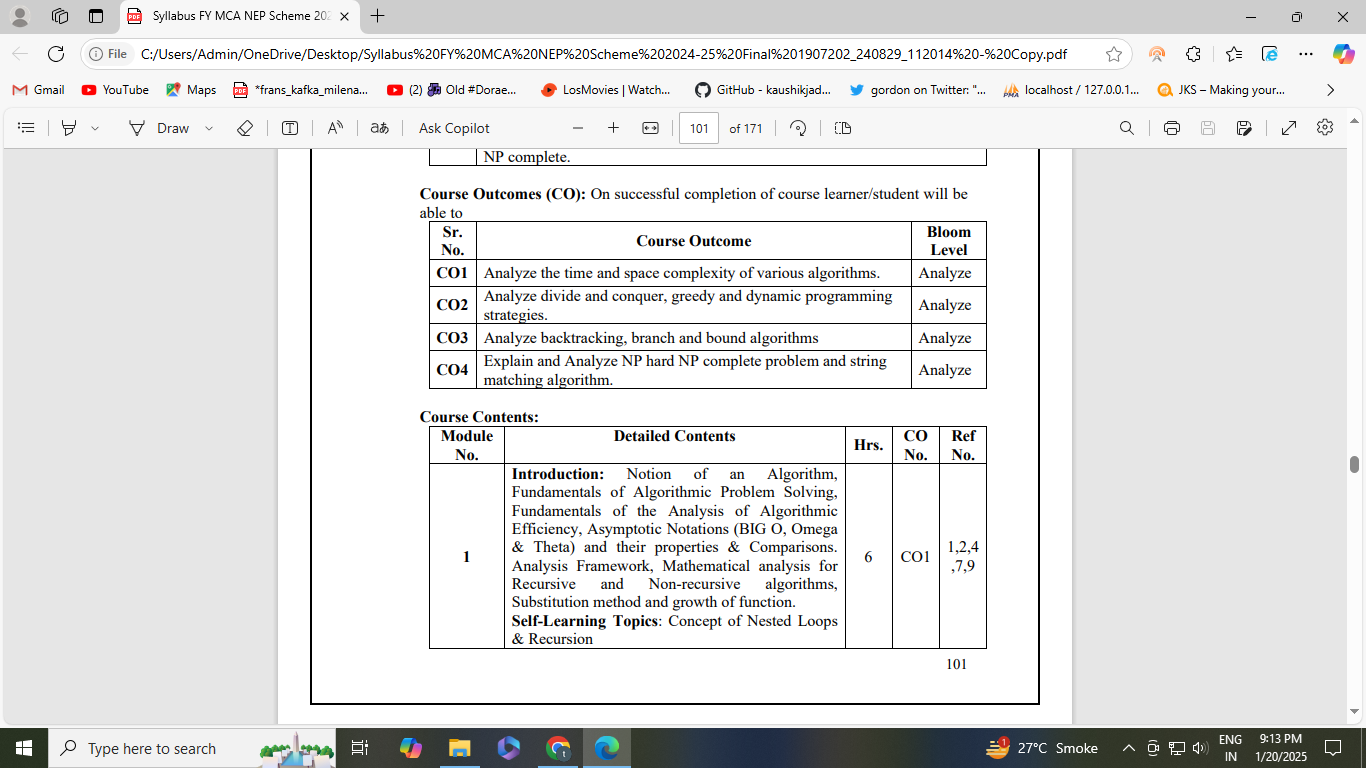 Syllabus FY MCA NEP Scheme 202
File
C:/Users/Admin/OneDrive/Desktop/Syllabus%20FY%20MCA%20NEP%20Scheme%202024-25%20Final%201907202_240829_112014%20-%20Copy.pdf
Gmail
YouTube
Maps
*frans_kafka_milena...
(2) Old #Dorae...
LosMovies | Watch...
GitHub - kaushikjad...
gordon on Twitter: "...
localhost / 127.0.0.1...
JKS – Making your...
Draw
Ask Copilot
101
of 171
NP complete.
Course Outcomes (CO): On successful completion of course learner/student will be
able to
Sr.
No.
Course Outcome
Bloom
Level
CO1
Analyze the time and space complexity of various algorithms.
Analyze
CO2
Analyze divide and conquer, greedy and dynamic programming
strategies.
Analyze
CO3
Analyze backtracking, branch and bound algorithms
Analyze
CO4
Explain and Analyze NP hard NP complete problem and string
matching algorithm.
Analyze
Course Contents:
Module
No.
Detailed Contents
Hrs.
CO
No.
Ref
No.
1
Introduction: Notion of an Algorithm,
Fundamentals of Algorithmic Problem Solving,
Fundamentals of the Analysis of Algorithmic
Efficiency, Asymptotic Notations (BIG O, Omega
& Theta) and their properties & Comparisons.
Analysis Framework, Mathematical analysis for
Recursive and Non-recursive algorithms,
Substitution method and growth of function.
Self-Learning Topics: Concept of Nested Loops
& Recursion
6
CO1
1,2,4
,7,9
101
Type here to search
1
27°C Smoke
ENG
IN
9:13 PM
1/20/2025